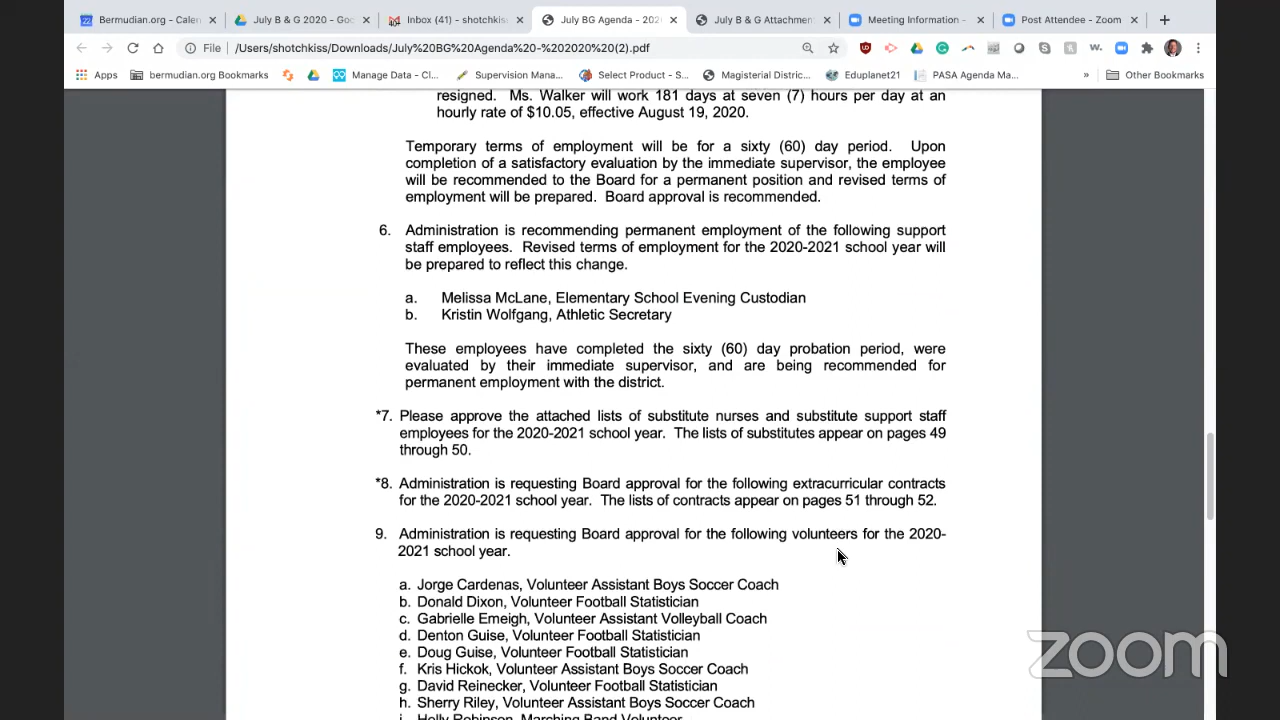 Bermudian.org - Calen
July B & G 2020 - Goo
Inbox (41) - shotchkiss
July BG Agenda - 202
July B & G Attachmen
Meeting Information -
Post Attendee - Zoom
File
/Users/shotchkiss/Downloads/July%20BG%20Agenda%20-%202020%20(2).pdf
Apps
bermudian.org Bookmarks
Manage Data - Cl...
Supervision Mana...
Select Product - S...
Magisterial Distric...
Eduplanet21
PASA Agenda Ma...
»
Other Bookmarks
resigned. Ms. Walker will work 181 days at seven (7) hours per day at an
hourly rate of $10.05, effective August 19, 2020.
Temporary terms of employment will be for a sixty (60) day period. Upon
completion of a satisfactory evaluation by the immediate supervisor, the employee
will be recommended to the Board for a permanent position and revised terms of
employment will be prepared. Board approval is recommended.
6. Administration is recommending permanent employment of the following support
staff employees. Revised terms of employment for the 2020-2021 school year will
be prepared to reflect this change.
a. Melissa McLane, Elementary School Evening Custodian
b. Kristin Wolfgang, Athletic Secretary
These employees have completed the sixty (60) day probation period, were
evaluated by their immediate supervisor, and are being recommended for
permanent employment with the district.
*7. Please approve the attached lists of substitute nurses and substitute support staff
employees for the 2020-2021 school year. The lists of substitutes appear on pages 49
through 50.
*8. Administration is requesting Board approval for the following extracurricular contracts
for the 2020-2021 school year. The lists of contracts appear on pages 51 through 52.
9. Administration is requesting Board approval for the following volunteers for the 2020-
2021 school year.
a. Jorge Cardenas, Volunteer Assistant Boys Soccer Coach
b. Donald Dixon, Volunteer Football Statistician
c. Gabrielle Emeigh, Volunteer Assistant Volleyball Coach
d. Denton Guise, Volunteer Football Statistician
e. Doug Guise, Volunteer Football Statistician
f. Kris Hickok, Volunteer Assistant Boys Soccer Coach
g. David Reinecker, Volunteer Football Statistician
h. Sherry Riley, Volunteer Assistant Boys Soccer Coach
i. Holly Robinson, Marching Band Volunteer
zoom